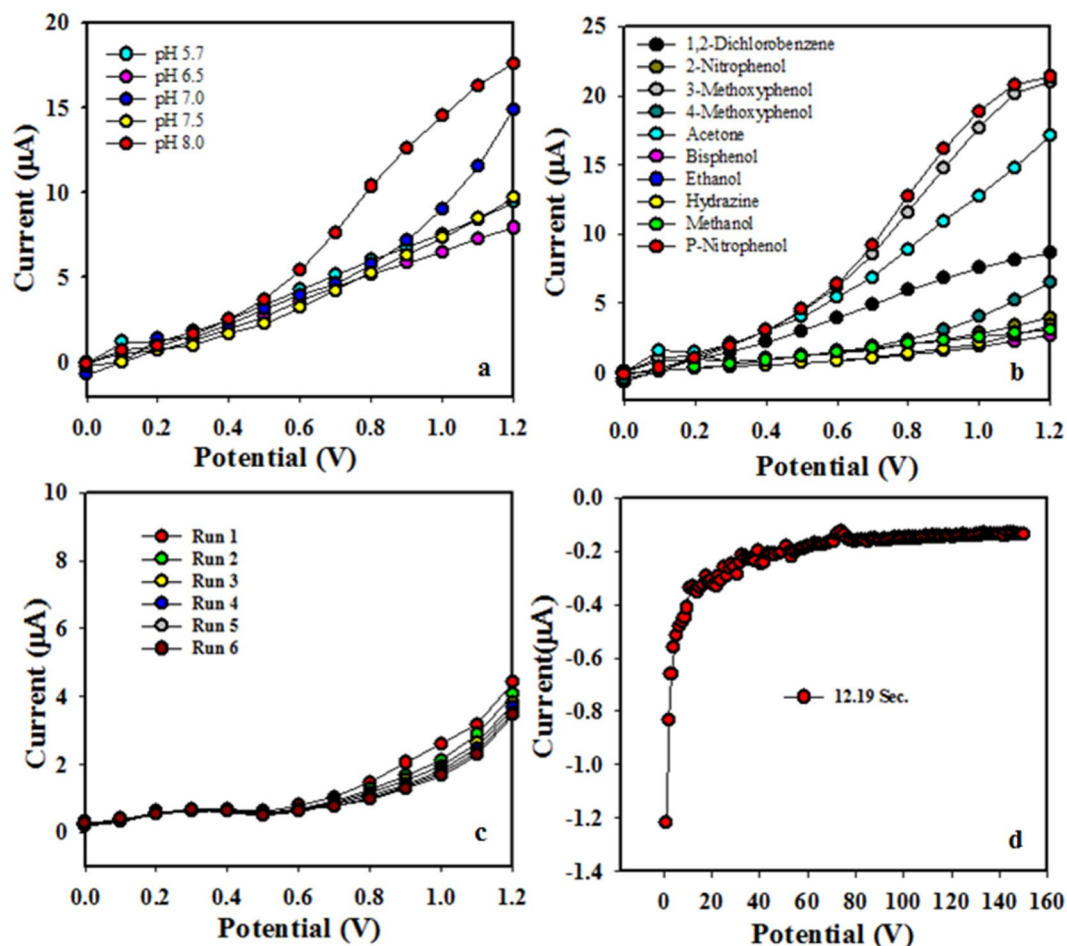 20
15
10
5
0
Current (µA)
pH 5.7
pH 6.5
pH 7.0
pH 7.5
pH 8.0
a
0.0 0.2 0.4 0.6 0.8 1.0 1.2
Potential (V)
25
20
15
10
5
0
Current (µA)
1,2-Dichlorobenzene
2-Nitrophenol
3-Methoxyphenol
4-Methoxyphenol
Acetone
Bisphenol
Ethanol
Hydrazine
Methanol
P-Nitrophenol
b
0.0 0.2 0.4 0.6 0.8 1.0 1.2
Potential (V)
10
8
6
4
2
0
Current (µA)
Run 1
Run 2
Run 3
Run 4
Run 5
Run 6
c
0.0 0.2 0.4 0.6 0.8 1.0 1.2
Potential (V)
0.0
-0.2
-0.4
-0.6
-0.8
-1.0
-1.2
-1.4
Current(µA)
12.19 Sec.
d
0 20 40 60 80 100 120 140 160
Potential (V)